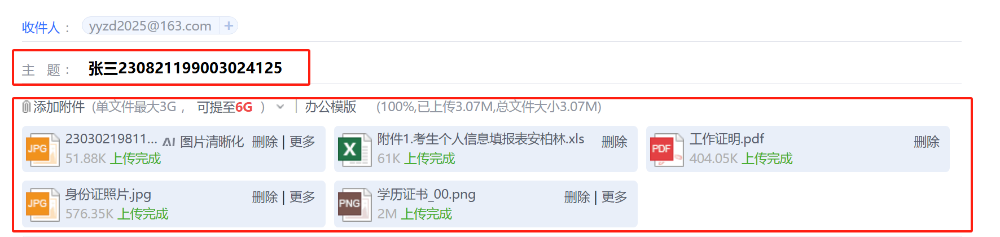 收件人： yyzd2025@163.com +
主 题： 张三230821199003024125
添加附件 (单文件最大3G， 可提至6G ) | 办公模版 (100%,已上传3.07M,总文件大小3.07M)
JPG 23030219811... AI 图片清晰化 删除 | 更多
51.88K 上传完成
X 附件1.考生个人信息填报表安柏林.xls 删除
61K 上传完成
PDF 工作证明.pdf 删除
404.05K 上传完成
JPG 身份证照片.jpg 删除 | 更多
576.35K 上传完成
PNG 学历证书_00.png 删除 | 更多
2M 上传完成